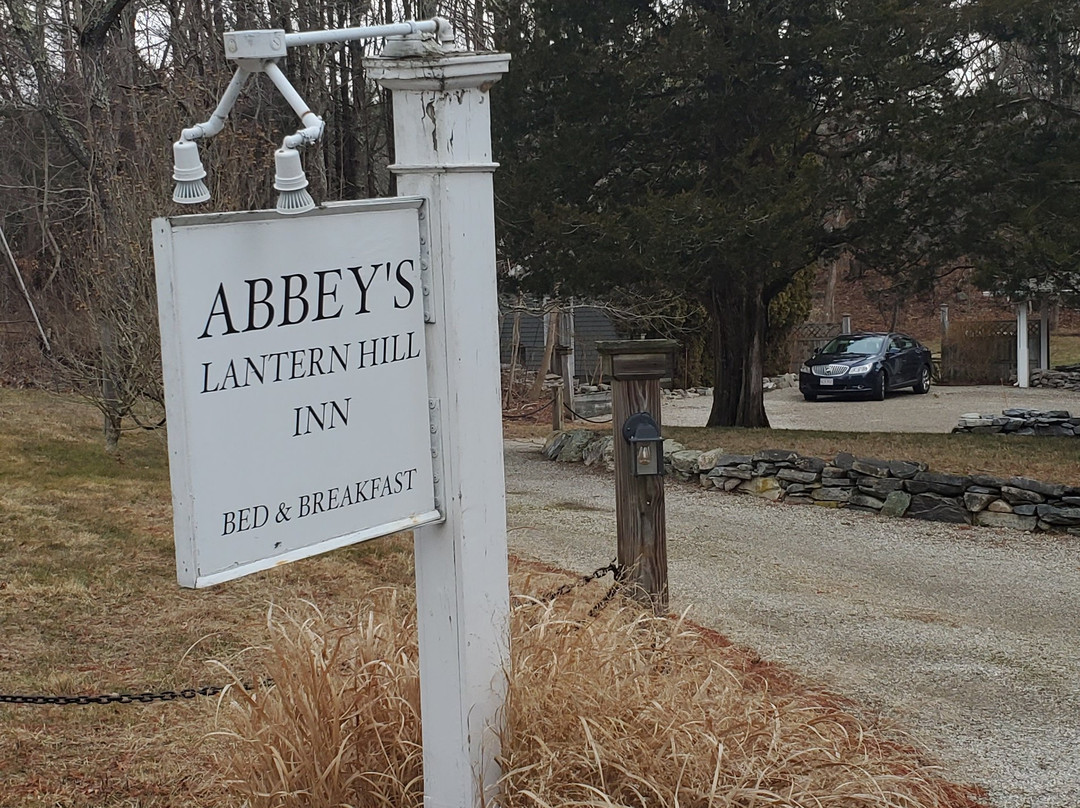 ABBEY'S
LANTERN HILL
INN
BED & BREAKFAST